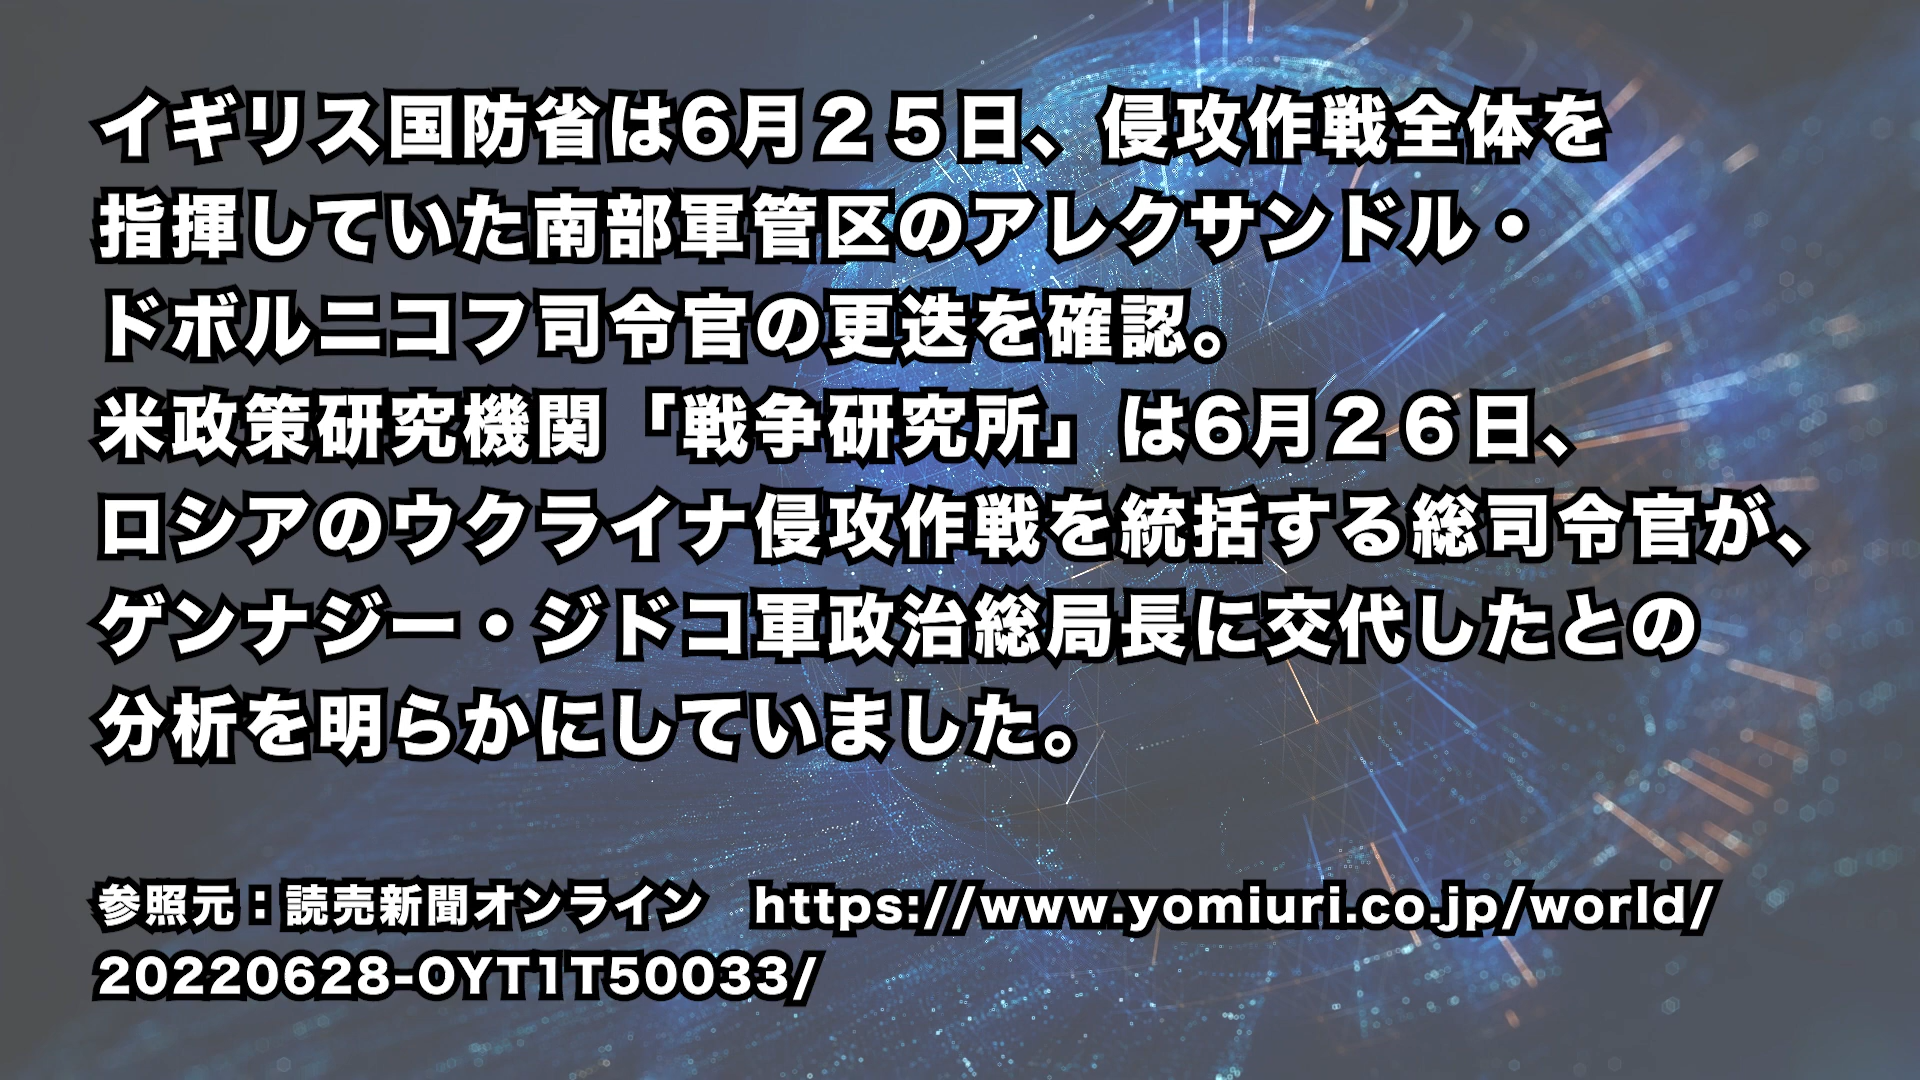 イギリス国防省は6月２５日、侵攻作戦全体を
指揮していた南部軍管区のアレクサンドル・
ドボルニコフ司令官の更迭を確認。
米政策研究機関「戦争研究所」は6月２６日、
ロシアのウクライナ侵攻作戦を統括する総司令官が、
ゲンナジー・ジドコ軍政治総局長に交代したとの
分析を明らかにしていました。
参照元：読売新聞オンライン　https://www.yomiuri.co.jp/world/
20220628-OYT1T50033/